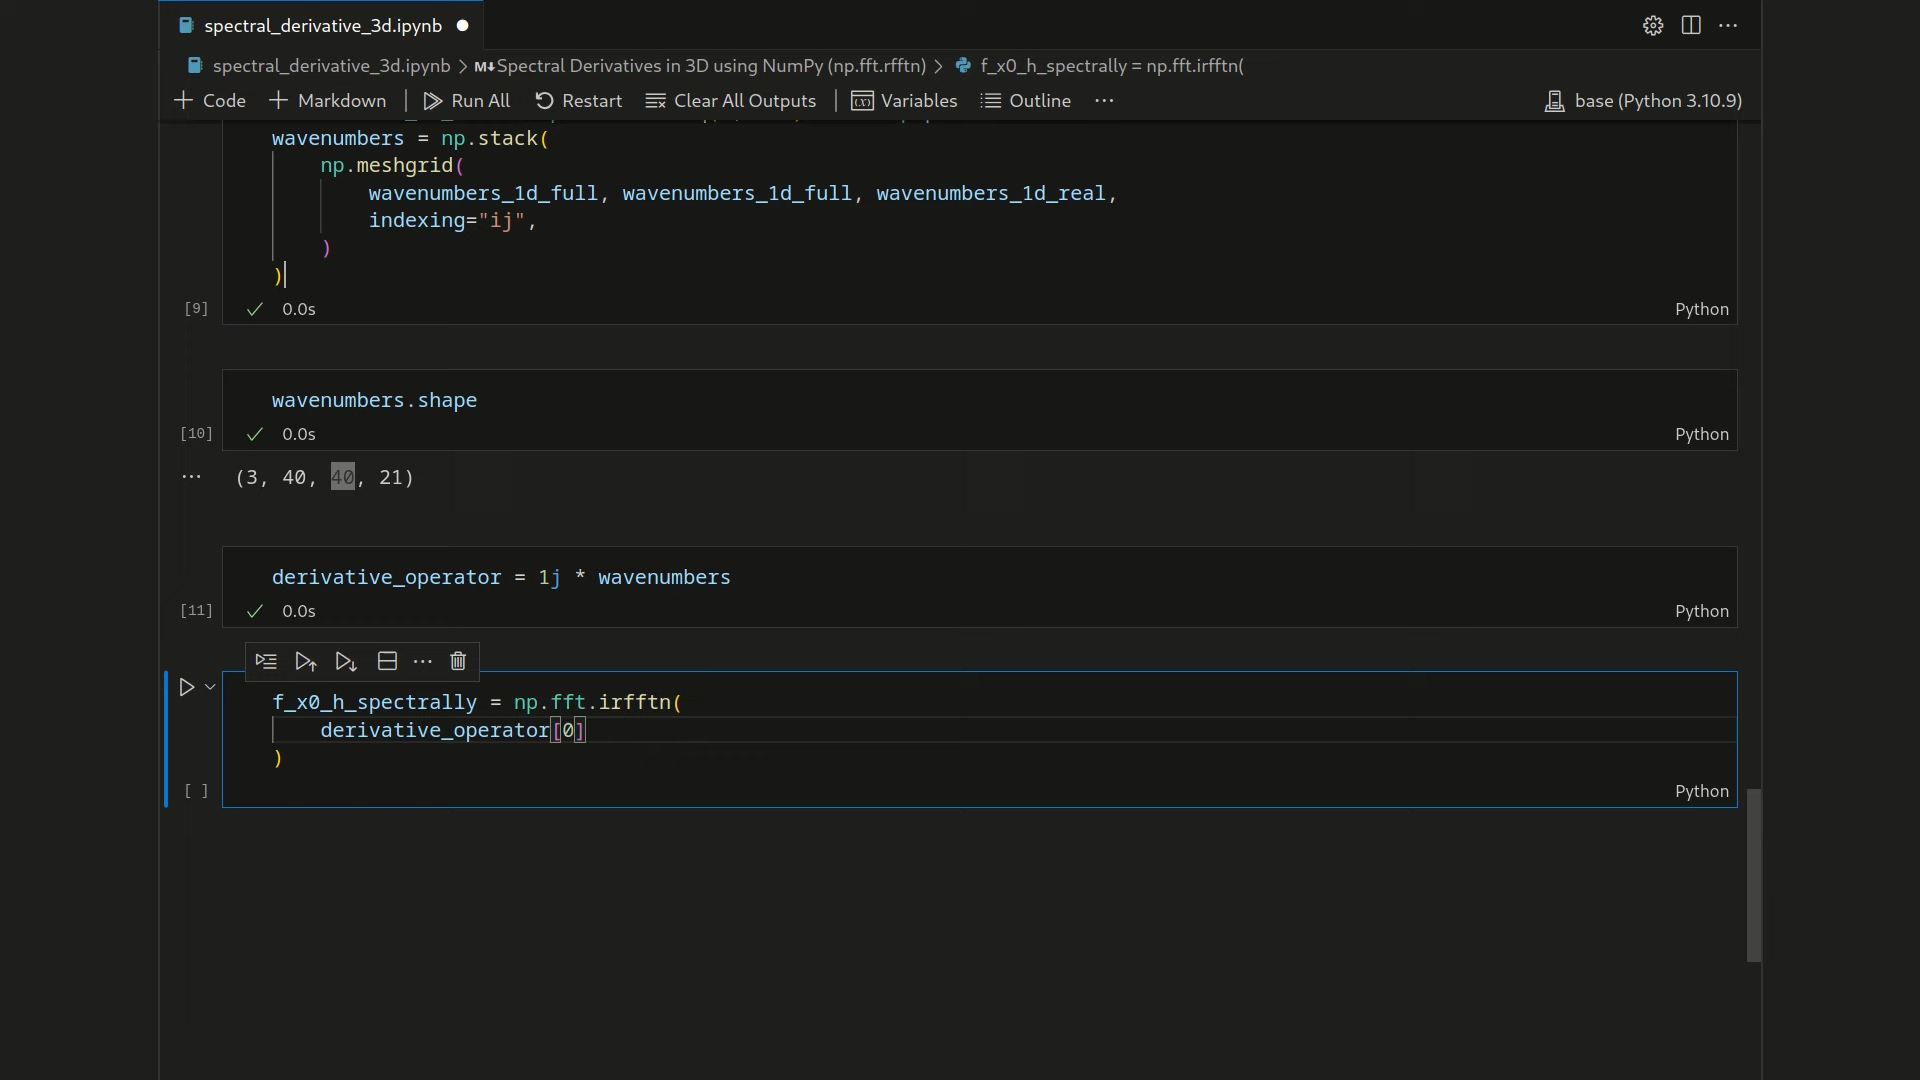 spectral_derivative_3d.ipynb
spectral_derivative_3d.ipynb > M↓Spectral Derivatives in 3D using NumPy (np.fft.rfftn) > f_x0_h_spectrally = np.fft.irfftn(
+ Code + Markdown | Run All Restart Clear All Outputs | Variables Outline ··· base (Python 3.10.9)
wavenumbers = np.stack(
np.meshgrid(
wavenumbers_1d_full, wavenumbers_1d_full, wavenumbers_1d_real,
indexing="ij",
)
)
[9] ✓ 0.0s Python
wavenumbers.shape
[10] ✓ 0.0s Python
··· (3, 40, 40, 21)
derivative_operator = 1j * wavenumbers
[11] ✓ 0.0s Python
f_x0_h_spectrally = np.fft.irfftn(
derivative_operator[0]
)
[ ] Python